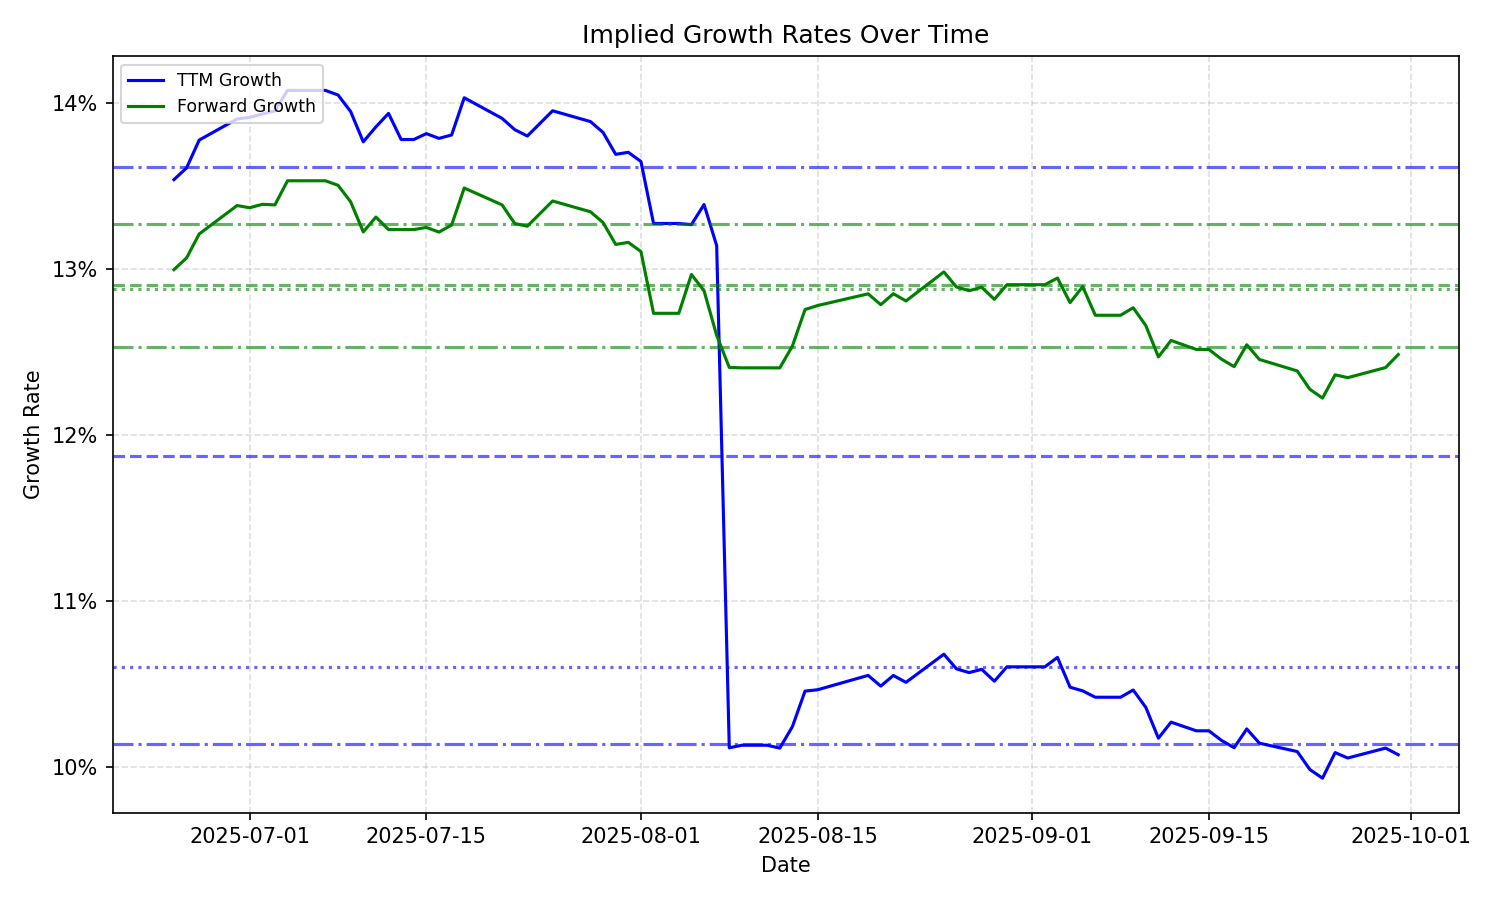 Implied Growth Rates Over Time
TTM Growth
Forward Growth
14%
13%
12%
11%
10%
Growth Rate
2025-07-01
2025-07-15
2025-08-01
2025-08-15
2025-09-01
2025-09-15
2025-10-01
Date